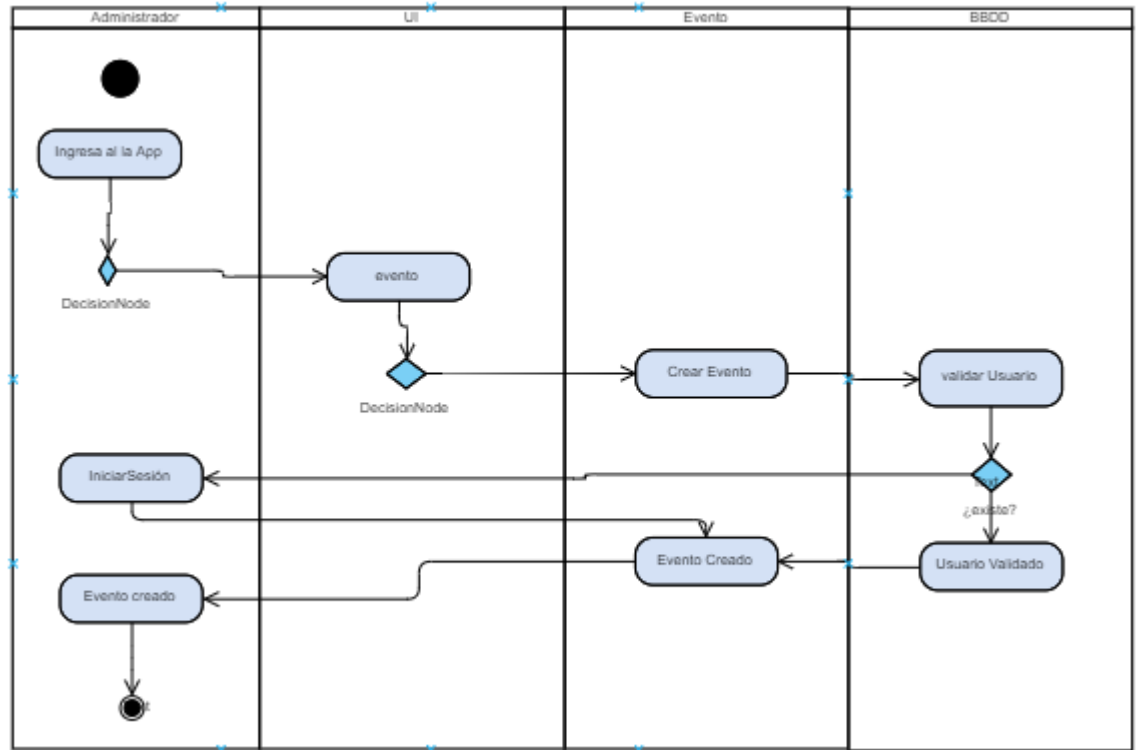 Administrador
UI
Evento
BBDD
Ingresa al la App
DecisionNode
evento
DecisionNode
Crear Evento
validar Usuario
IniciarSesión
¿existe?
Evento Creado
Usuario Validado
Evento creado